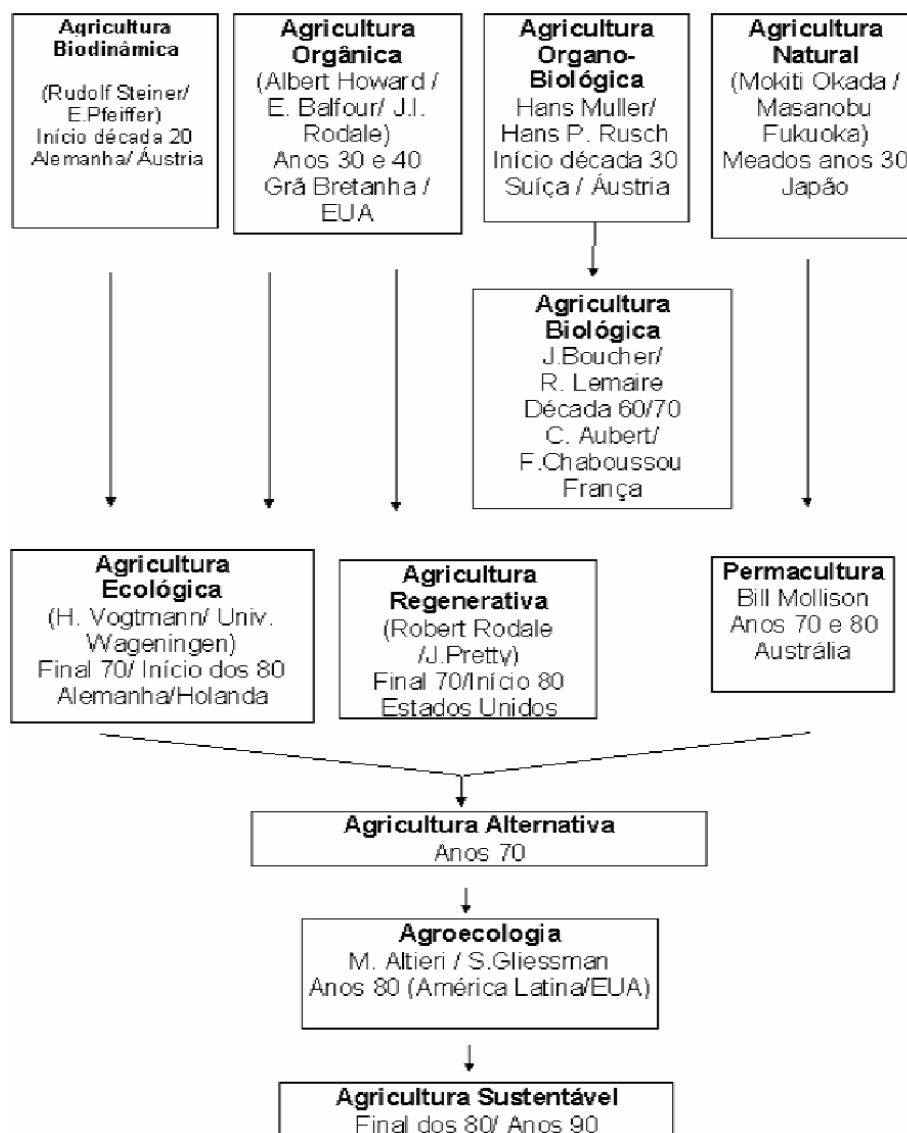 Agricultura
Biodinâmica
(Rudolf Steiner/
E.Pfeiffer)
Início década 20
Alemanha/ Áustria
Agricultura
Orgânica
(Albert Howard /
E. Balfour/ J.I.
Rodale)
Anos 30 e 40
Grã Bretanha /
EUA
Agricultura
Organo-
Biológica
Hans Muller/
Hans P. Rusch
Início década 30
Suíça / Áustria
Agricultura
Natural
(Mokiti Okada /
Masanobu
Fukuoka)
Meados anos 30
Japão
Agricultura
Biológica
J.Boucher/
R. Lemaire
Década 60/70
C. Aubert/
F.Chaboussou
França
Agricultura
Ecológica
(H. Vogtmann/ Univ.
Wageningen)
Final 70/ Início dos 80
Alemanha/Holanda
Agricultura
Regenerativa
(Robert Rodale
/J.Pretty)
Final 70/Início 80
Estados Unidos
Permacultura
Bill Mollison
Anos 70 e 80
Austrália
Agricultura Alternativa
Anos 70
Agroecologia
M. Altieri / S.Gliessman
Anos 80 (América Latina/EUA)
Agricultura Sustentável
Final dos 80/ Anos 90